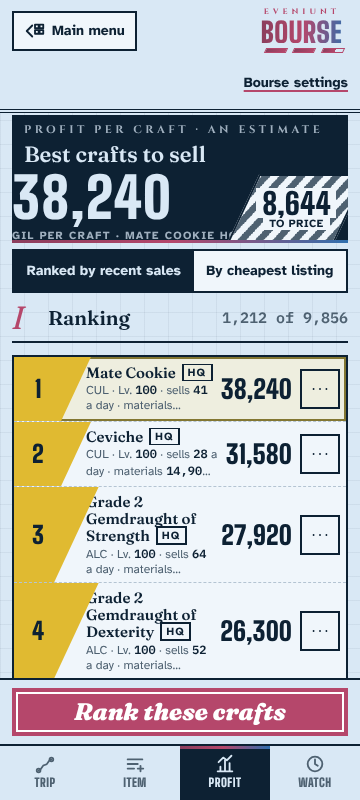 Main menu
EVENIUNT
BOURSE
Bourse settings
PROFIT PER CRAFT · AN ESTIMATE
Best crafts to sell
38,240
8,644
TO PRICE
GIL PER CRAFT · MATE COOKIE
Ranked by recent sales
By cheapest listing
I Ranking 1,212 of 9,856
1
Mate Cookie HQ
CUL · Lv. 100 · sells 41
a day · materials...
38,240
...
2
Ceviche HQ
CUL · Lv. 100 · sells 28 a
day · materials 14,90...
31,580
...
3
Grade 2
Gemdraught of
Strength HQ
ALC · Lv. 100 · sells 64
a day · materials...
27,920
...
4
Grade 2
Gemdraught of
Dexterity HQ
ALC · Lv. 100 · sells 52
a day · materials...
26,300
...
Rank these crafts
TRIP
ITEM
PROFIT
WATCH